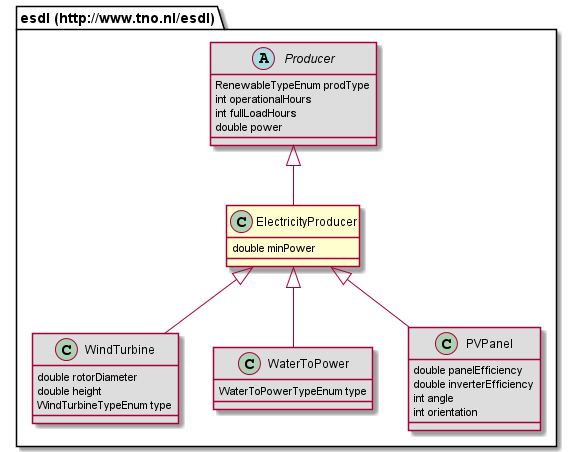 esdl (http://www.tno.nl/esdl)
A Producer
RenewableTypeEnum prodType
int operationalHours
int fullLoadHours
double power
C ElectricityProducer
double minPower
C WindTurbine
double rotorDiameter
double height
WindTurbineTypeEnum type
C WaterToPower
WaterToPowerTypeEnum type
C PVPanel
double panelEfficiency
double inverterEfficiency
int angle
int orientation